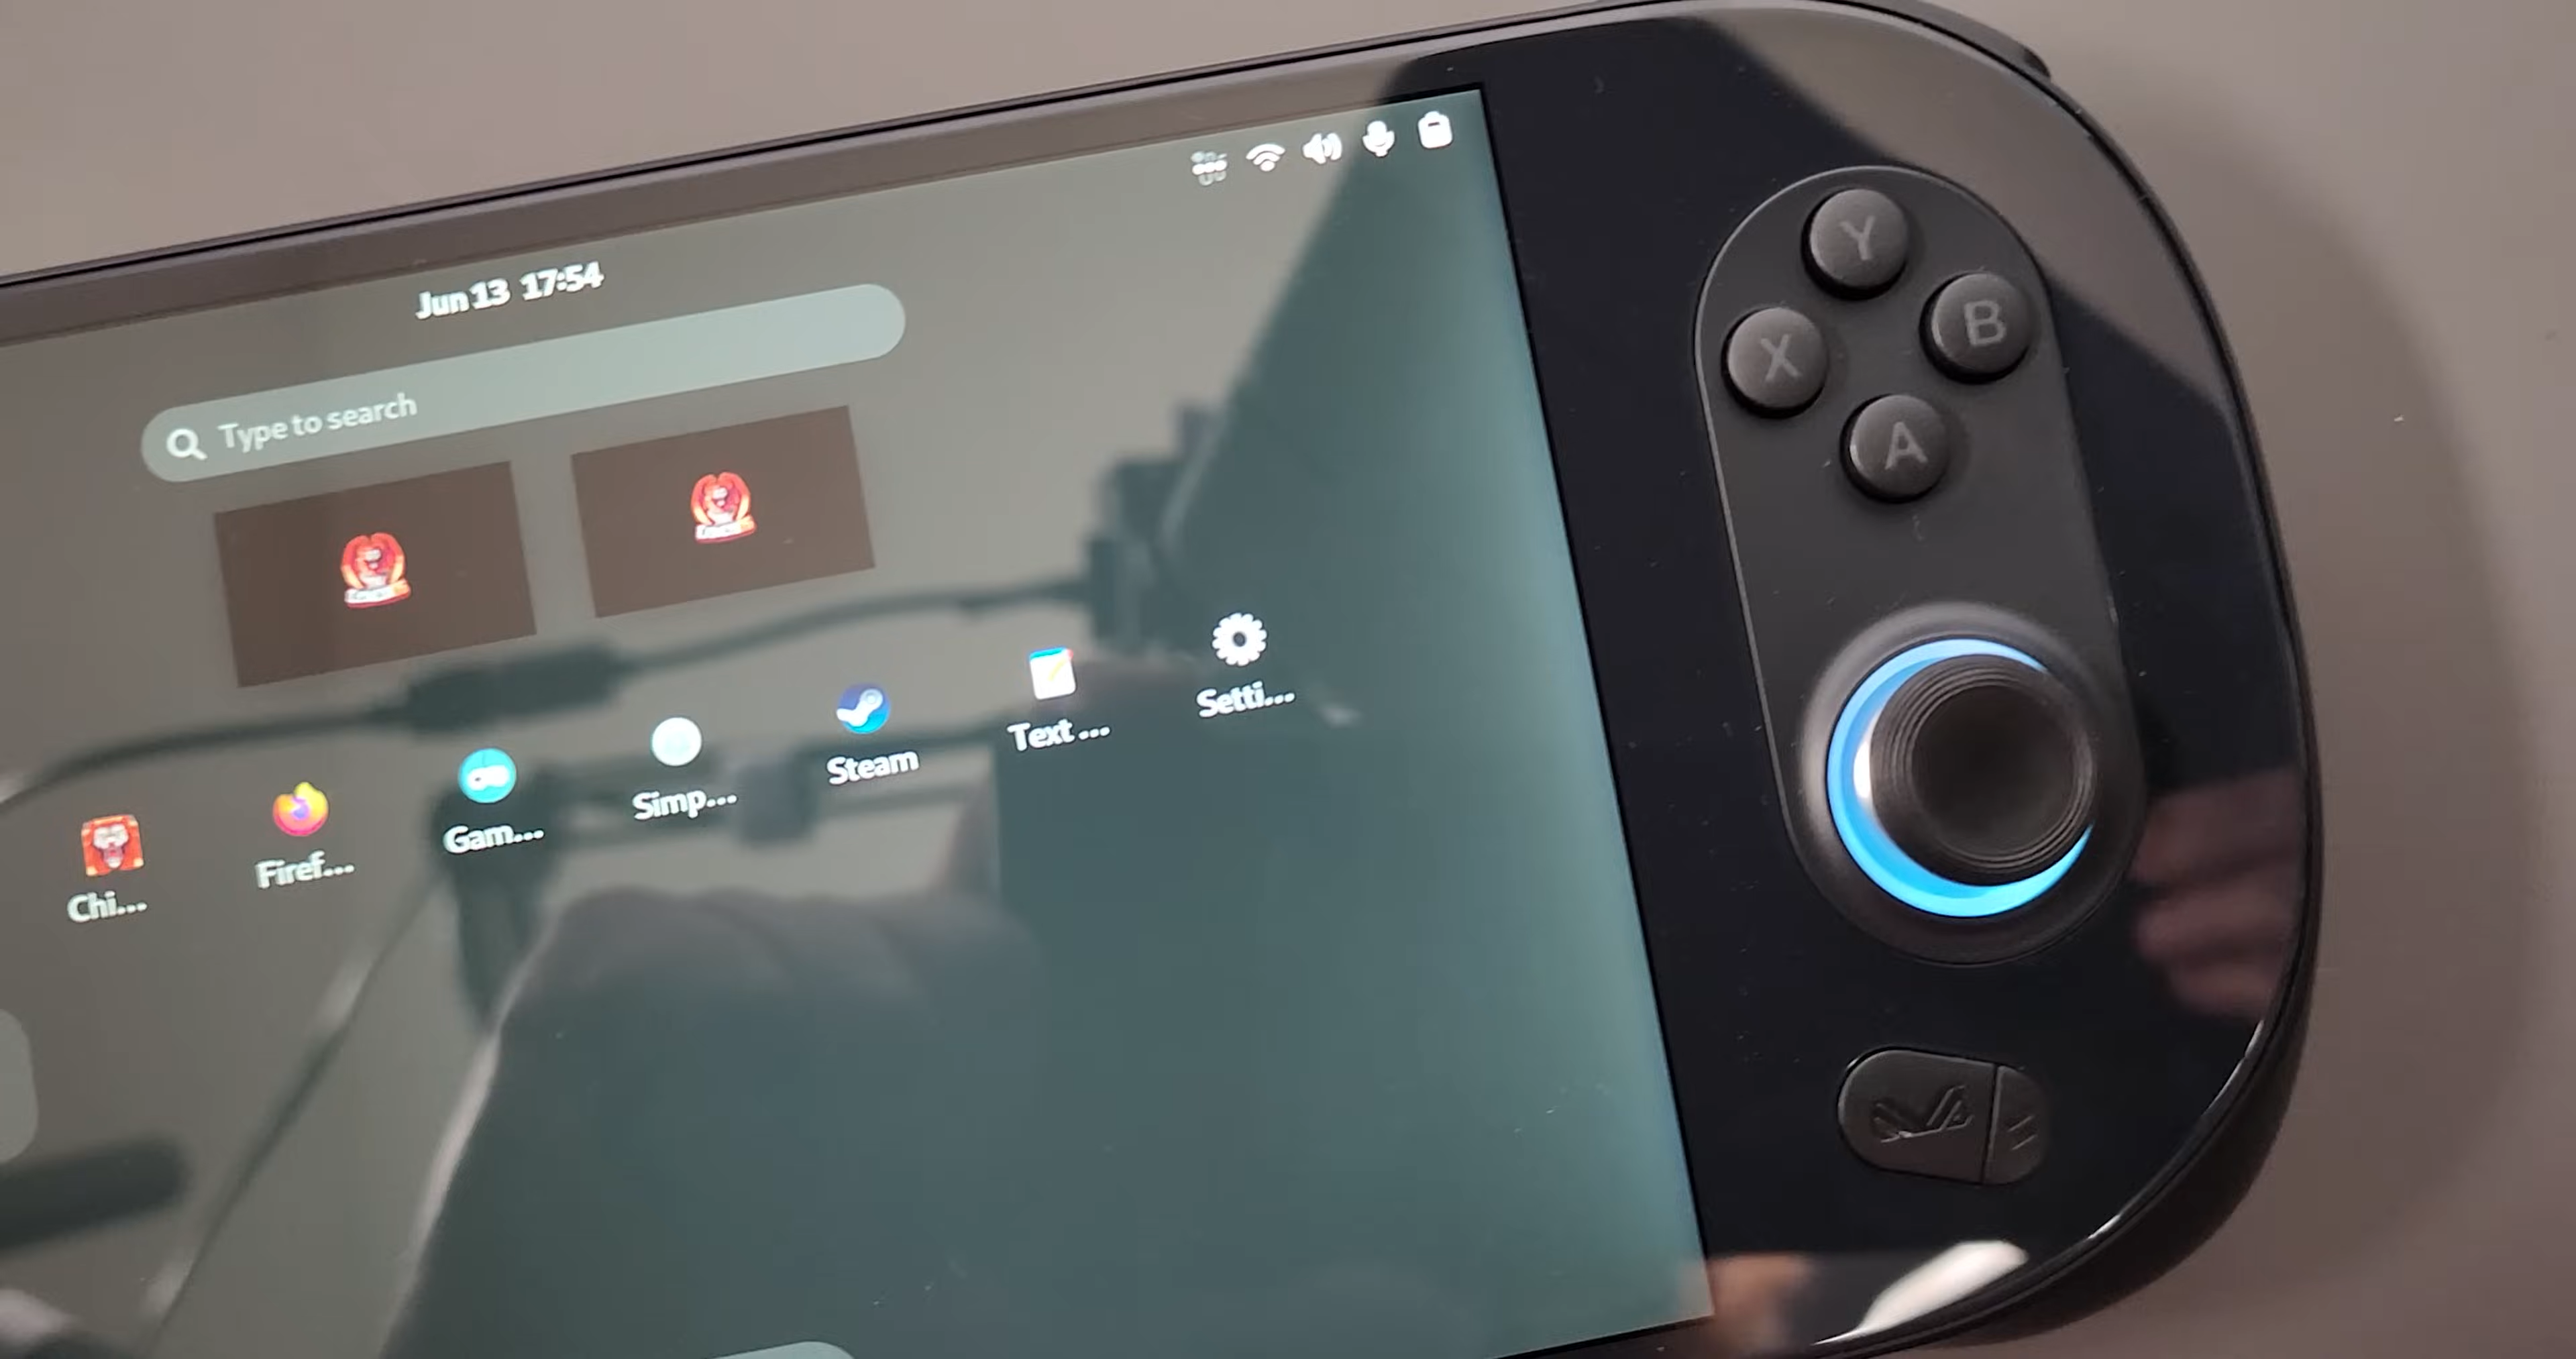 Jun 13 17:54
Type to search
Chi...
Firef...
Gam...
Simp...
Steam
Text ...
Setti...
Y
X
B
A